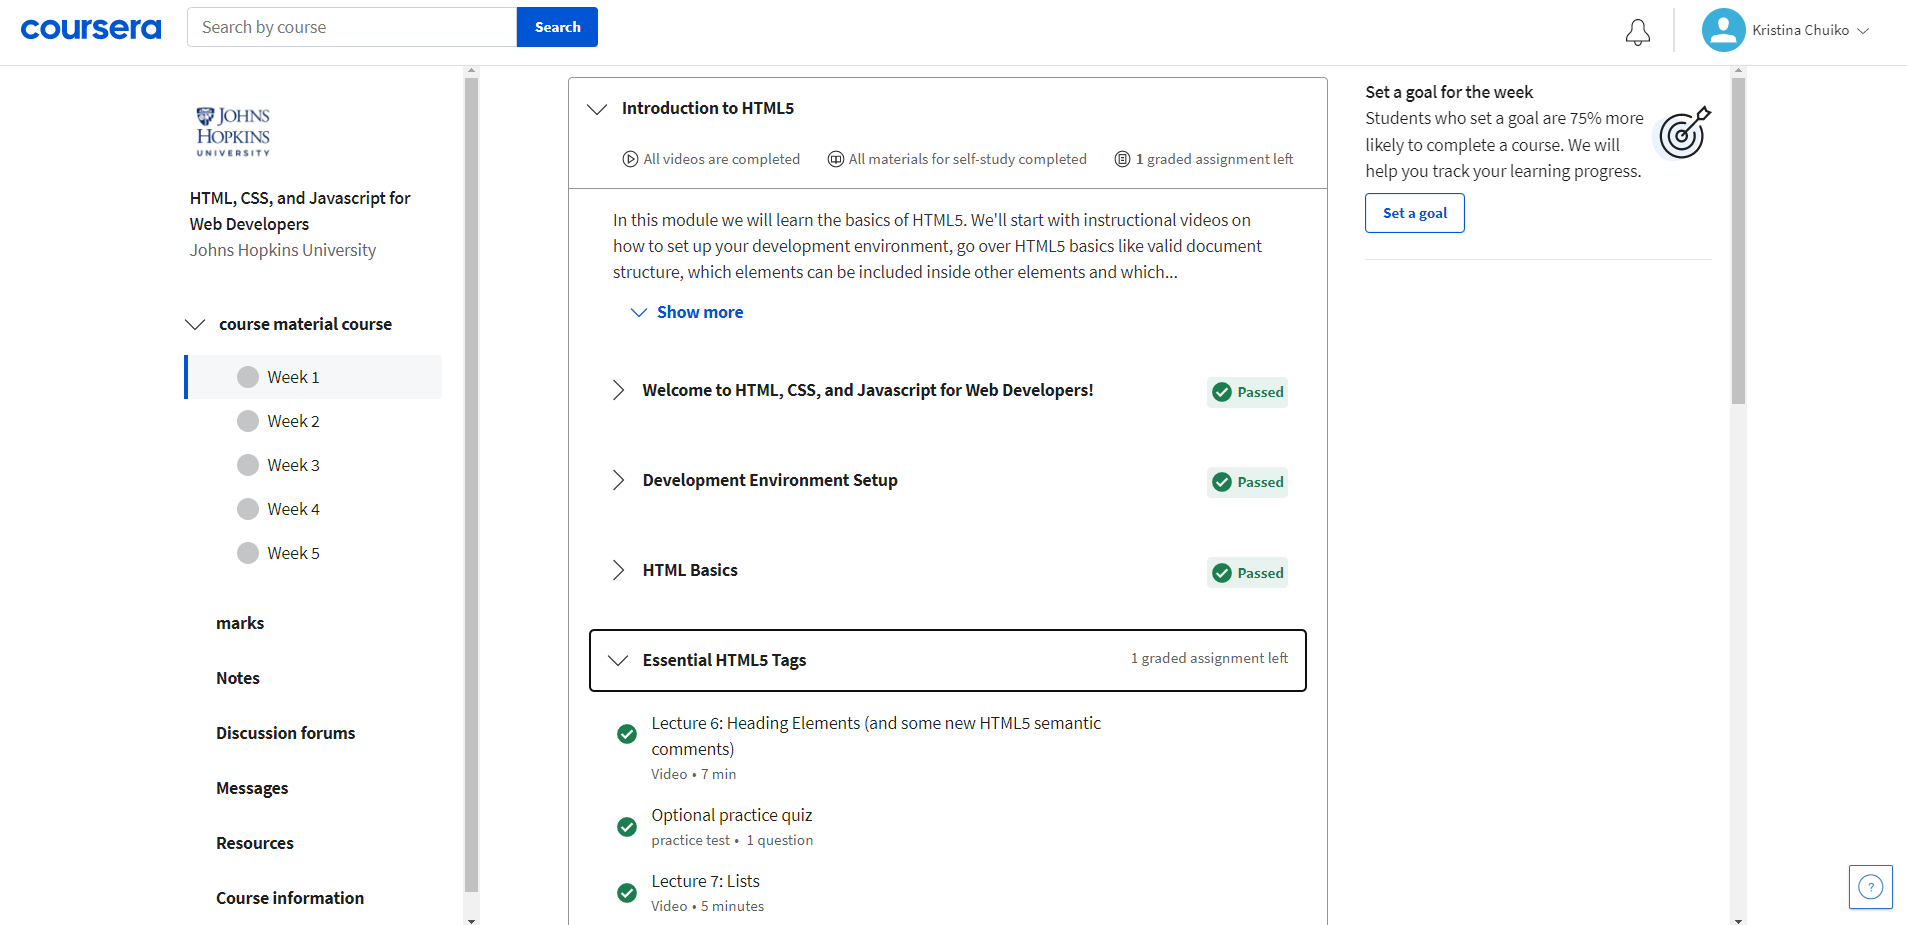 coursera
Search by course
Search
Kristina Chuiko
JOHNS
HOPKINS
UNIVERSITY
HTML, CSS, and Javascript for
Web Developers
Johns Hopkins University
course material course
Week 1
Week 2
Week 3
Week 4
Week 5
marks
Notes
Discussion forums
Messages
Resources
Course information
Introduction to HTML5
All videos are completed
All materials for self-study completed
1 graded assignment left
In this module we will learn the basics of HTML5. We'll start with instructional videos on
how to set up your development environment, go over HTML5 basics like valid document
structure, which elements can be included inside other elements and which...
Show more
Welcome to HTML, CSS, and Javascript for Web Developers!
Passed
Development Environment Setup
Passed
HTML Basics
Passed
Essential HTML5 Tags
1 graded assignment left
Lecture 6: Heading Elements (and some new HTML5 semantic
comments)
Video • 7 min
Optional practice quiz
practice test • 1 question
Lecture 7: Lists
Video • 5 minutes
Set a goal for the week
Students who set a goal are 75% more
likely to complete a course. We will
help you track your learning progress.
Set a goal
?